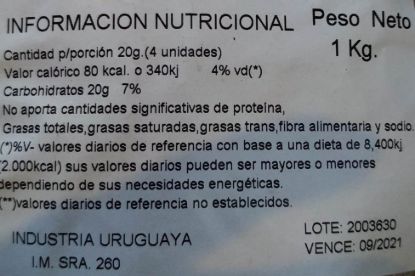 INFORMACION NUTRICIONAL
Peso Neto
1 Kg.
Cantidad p/porción 20g.(4 unidades)
Valor calórico 80 kcal. o 340kj 4% vd(*)
Carbohidratos 20g 7%
No aporta cantidades significativas de proteína,
Grasas totales,grasas saturadas,grasas trans,fibra alimentaria y sodio.
(*)%V- valores diarios de referencia con base a una dieta de 8,400kj
(2.000kcal) sus valores diarios pueden ser mayores o menores
dependiendo de sus necesidades energéticas.
(**)valores diarios de referencia no establecidos.
INDUSTRIA URUGUAYA
I.M. SRA. 260
LOTE: 2003630
VENCE: 09/2021